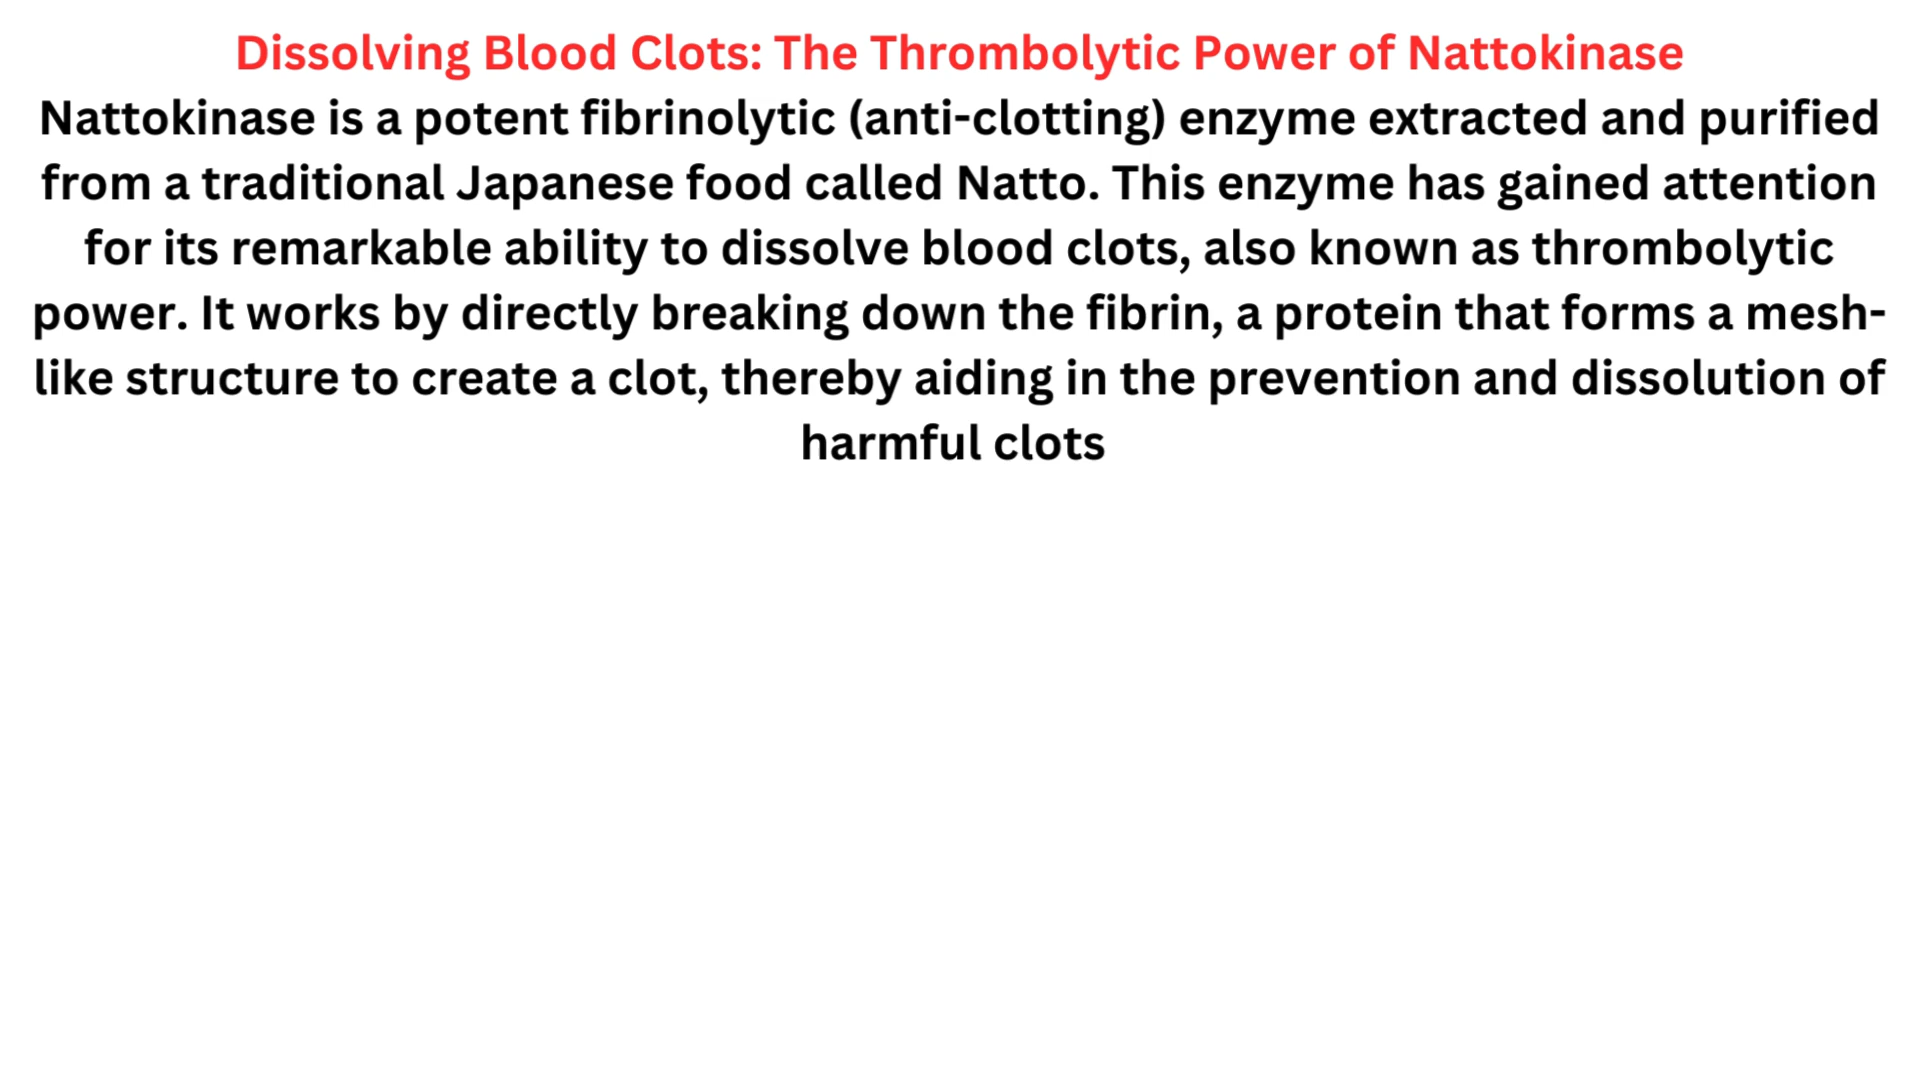 Dissolving Blood Clots: The Thrombolytic Power of Nattokinase
Nattokinase is a potent fibrinolytic (anti-clotting) enzyme extracted and purified
from a traditional Japanese food called Natto. This enzyme has gained attention
for its remarkable ability to dissolve blood clots, also known as thrombolytic
power. It works by directly breaking down the fibrin, a protein that forms a mesh-
like structure to create a clot, thereby aiding in the prevention and dissolution of
harmful clots